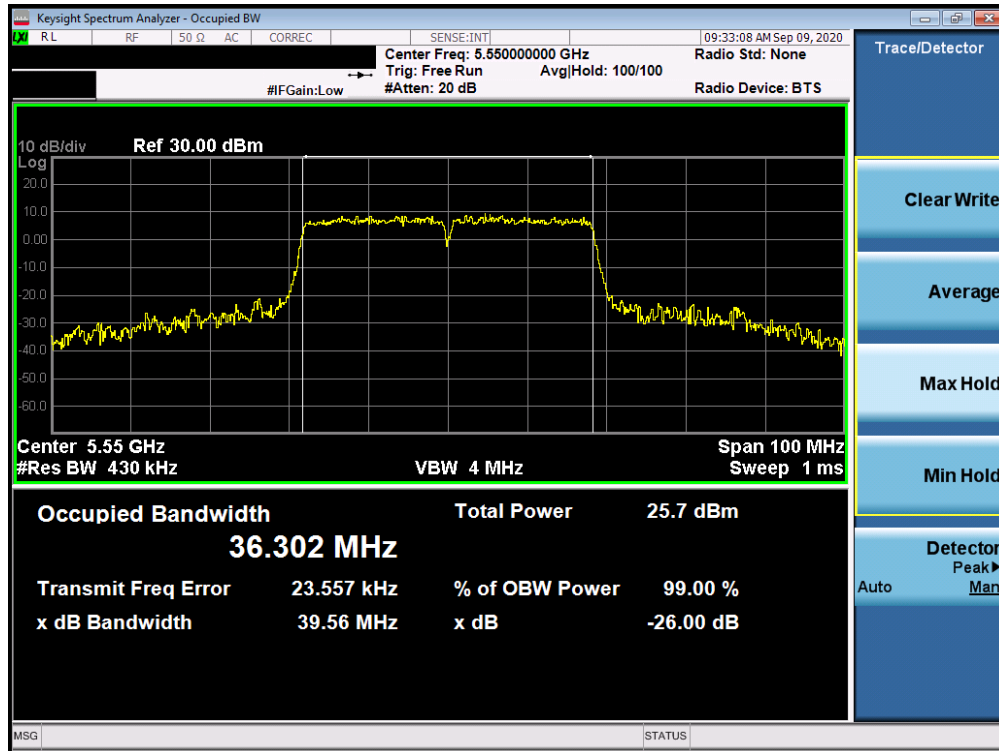 Keysight Spectrum Analyzer - Occupied BW
LXI RL RF 50 Ω AC CORREC SENSE:INT 09:33:08 AM Sep 09, 2020
Center Freq: 5.550000000 GHz Radio Std: None
Trig: Free Run Avg|Hold: 100/100
#IFGain:Low #Atten: 20 dB Radio Device: BTS
Trace/Detector
10 dB/div Ref 30.00 dBm
Log
20.0
10.0
0.00
-10.0
-20.0
-30.0
-40.0
-50.0
-60.0
Center 5.55 GHz Span 100 MHz
#Res BW 430 kHz VBW 4 MHz Sweep 1 ms
Occupied Bandwidth Total Power 25.7 dBm
36.302 MHz
Transmit Freq Error 23.557 kHz % of OBW Power 99.00 %
x dB Bandwidth 39.56 MHz x dB -26.00 dB
Clear Write
Average
Max Hold
Min Hold
Detector
Peak▶
Auto Man
MSG STATUS